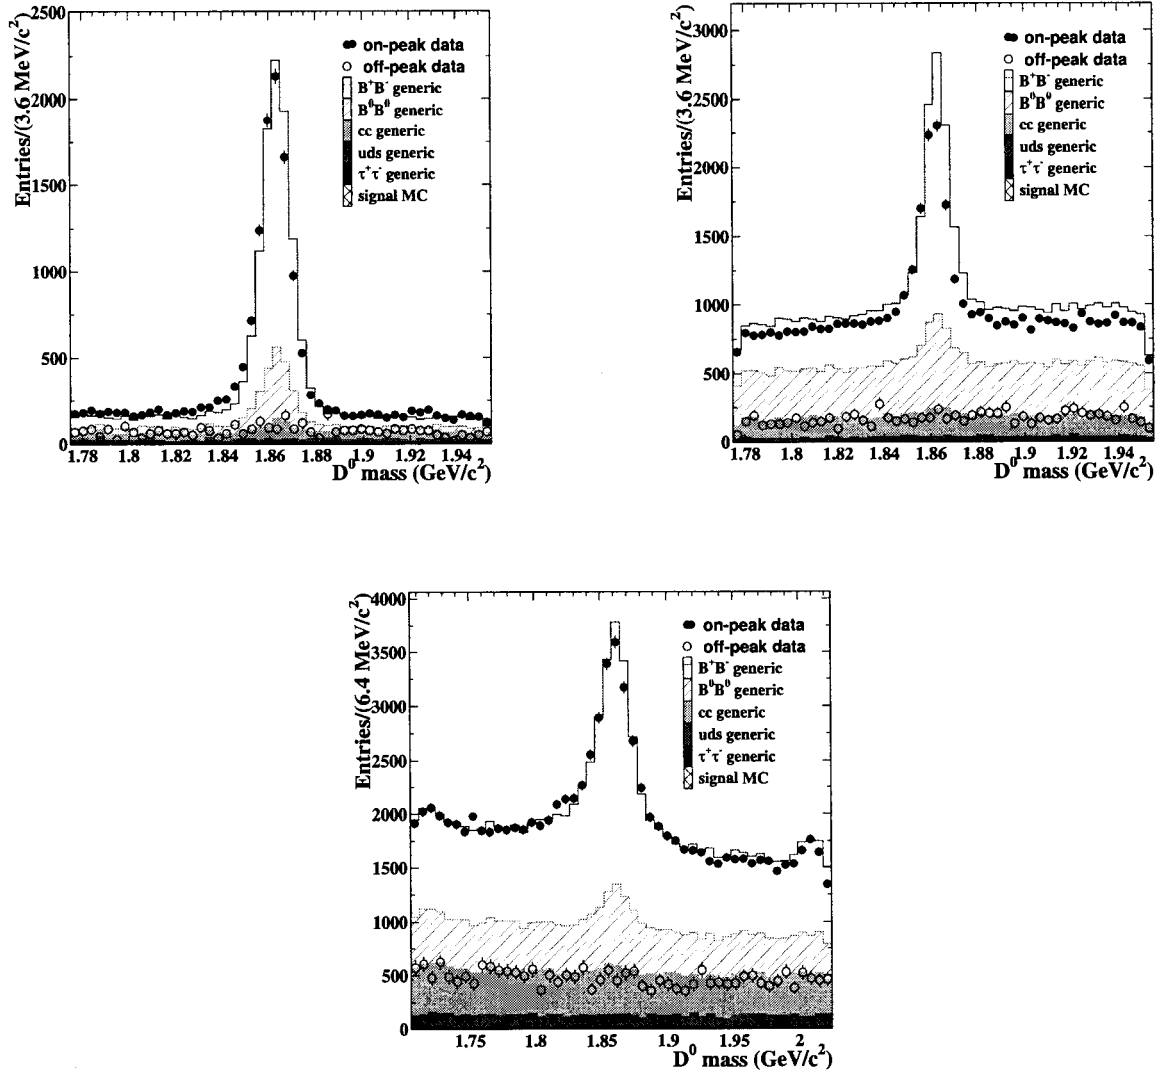 2500
2000
1500
1000
500
0
Entries/(3.6 MeV/c²)
on-peak data
off-peak data
B⁺B⁻ generic
B⁰B⁰ generic
cc generic
uds generic
τ⁺τ⁻ generic
signal MC
1.78 1.8 1.82 1.84 1.86 1.88 1.9 1.92 1.94
D⁰ mass (GeV/c²)
3000
2500
2000
1500
1000
500
0
Entries/(3.6 MeV/c²)
on-peak data
off-peak data
B⁺B⁻ generic
B⁰B⁰ generic
cc generic
uds generic
τ⁺τ⁻ generic
signal MC
1.78 1.8 1.82 1.84 1.86 1.88 1.9 1.92 1.94
D⁰ mass (GeV/c²)
4000
3500
3000
2500
2000
1500
1000
500
0
Entries/(6.4 MeV/c²)
on-peak data
off-peak data
B⁺B⁻ generic
B⁰B⁰ generic
cc generic
uds generic
τ⁺τ⁻ generic
signal MC
1.75 1.8 1.85 1.9 1.95 2
D⁰ mass (GeV/c²)